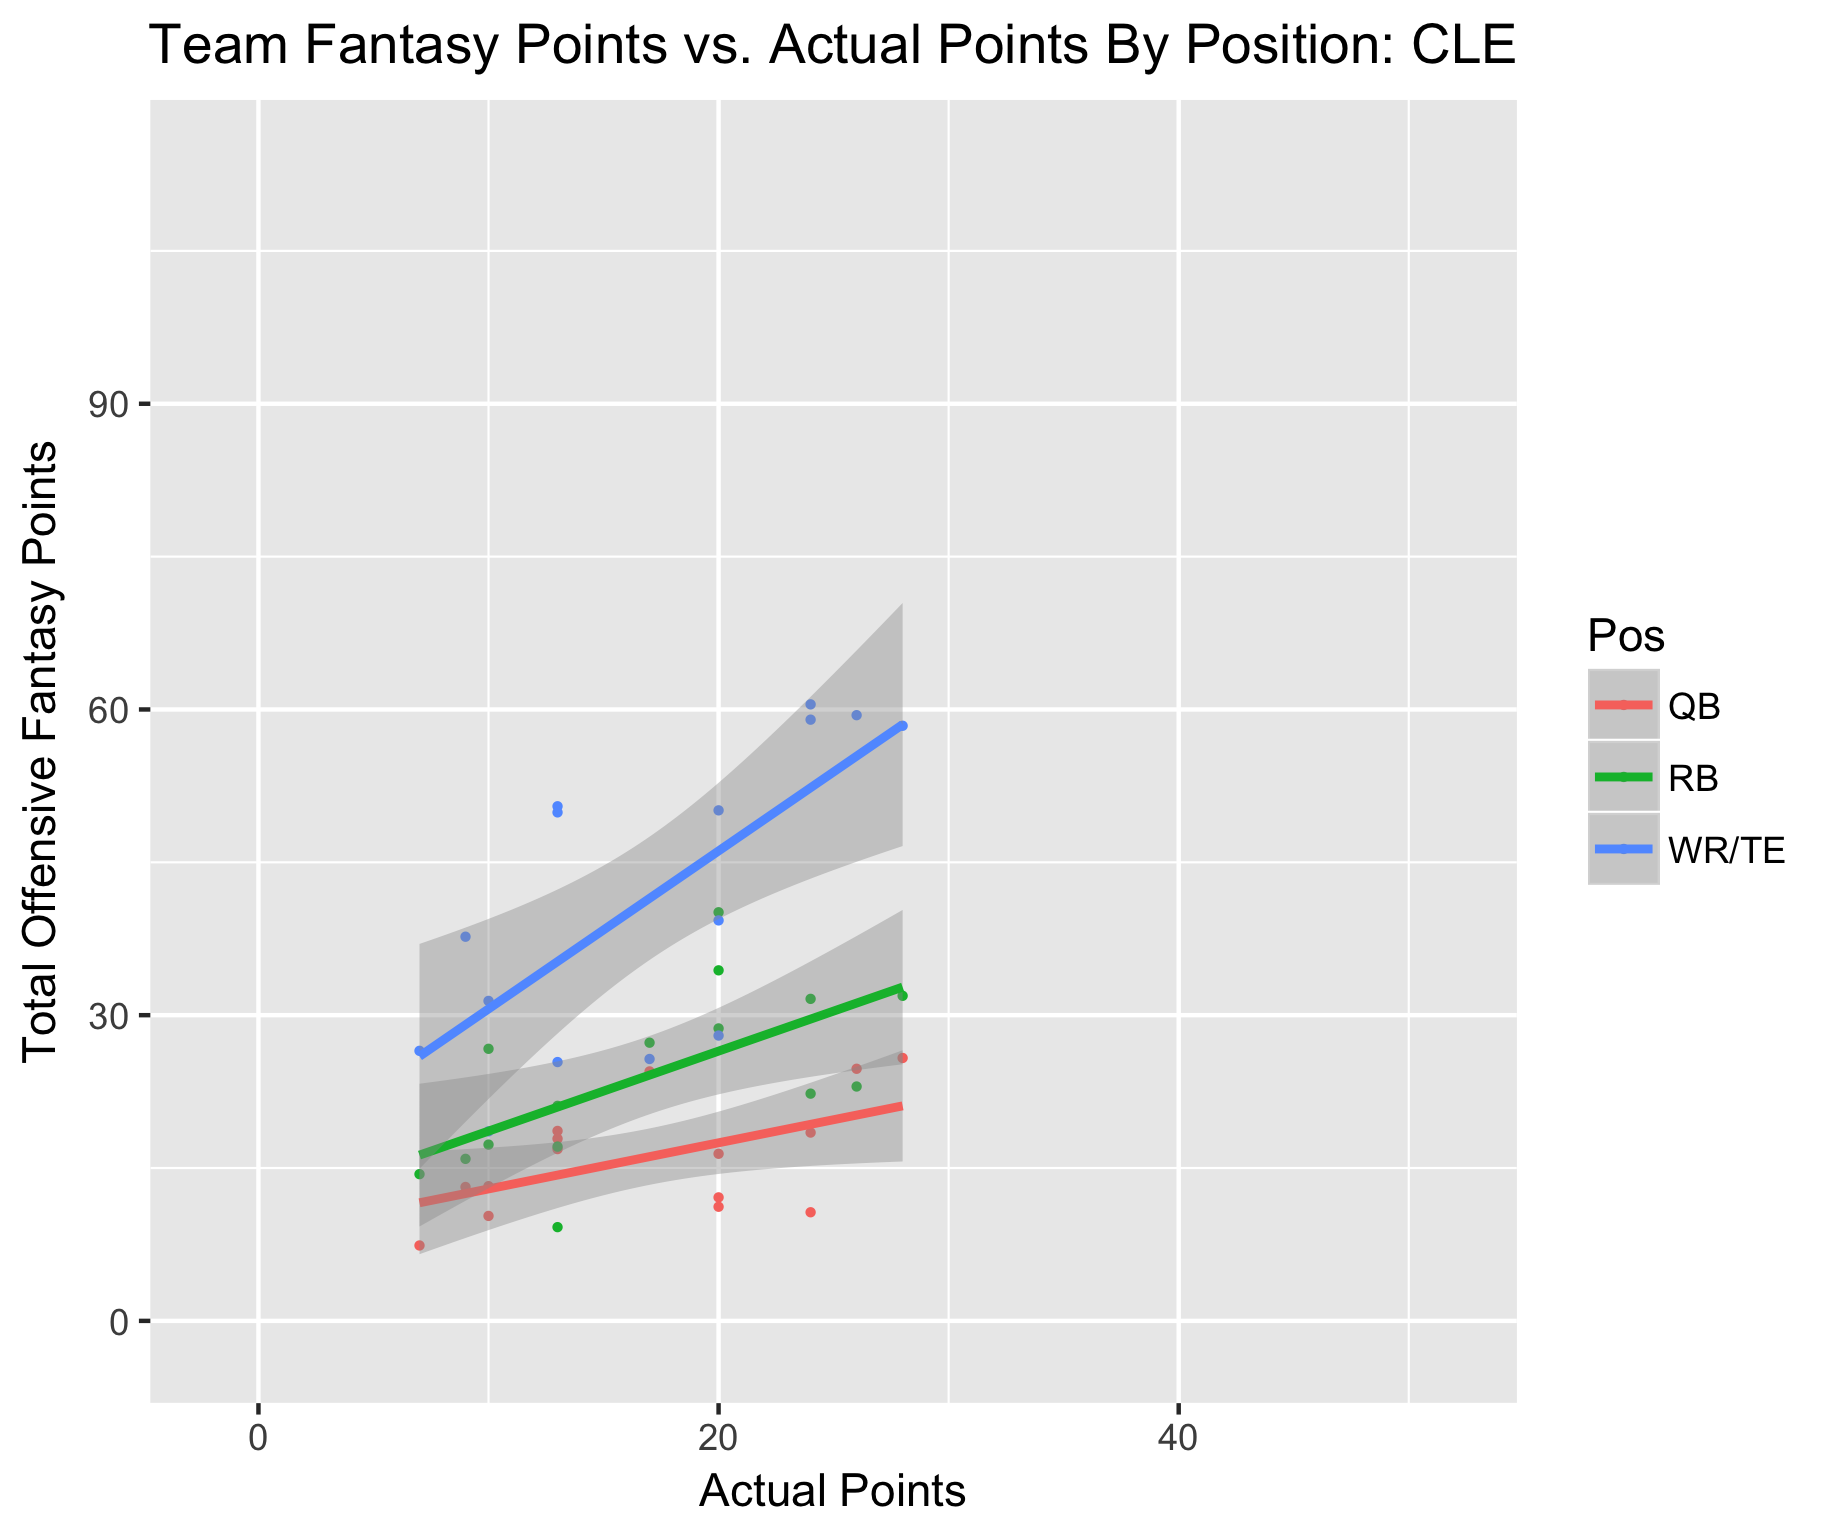 Team Fantasy Points vs. Actual Points By Position: CLE
Total Offensive Fantasy Points
90
60
30
0
0
20
40
Actual Points
Pos
QB
RB
WR/TE